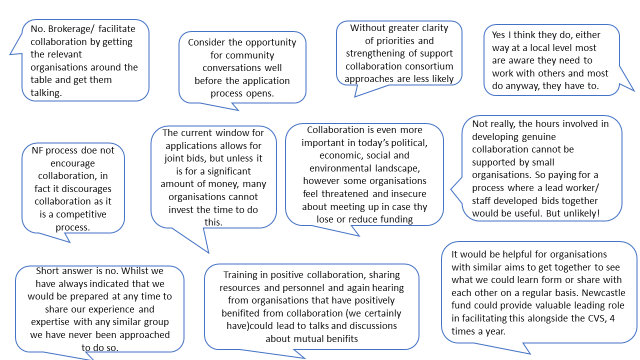 No. Brokerage/ facilitate
collaboration by getting
the relevant
organisations around the
table and get them
talking.
Consider the opportunity
for community
conversations well
before the application
process opens.
Without greater clarity
of priorities and
strengthening of support
collaboration consortium
approaches are less likely
Yes I think they do, either
way at a local level most
are aware they need to
work with others and most
do anyway, they have to.
NF process doe not
encourage
collaboration, in
fact it discourages
collaboration as it
is a competitive
process.
The current window for
applications allows for
joint bids, but unless it
is for a significant
amount of money, many
organisations cannot
invest the time to do
this.
Collaboration is even more
important in today's political,
economic, social and
environmental landscape,
however some organisations
feel threatened and insecure
about meeting up in case thy
lose or reduce funding
Not really, the hours involved in
developing genuine
collaboration cannot be
supported by small
organisations. So paying for a
process where a lead worker/
staff developed bids together
would be useful. But unlikely!
Short answer is no. Whilst we
have always indicated that we
would be prepared at any time to
share our experience and
expertise with any similar group
we have never been approached
to do so.
Training in positive collaboration, sharing
resources and personnel and again hearing
from organisations that have positively
benifited from collaboration (we certainly
have)could lead to talks and discussions
about mutual benifits
It would be helpful for organisations
with similar aims to get together to see
what we could learn form or share with
each other on a regular basis. Newcastle
fund could provide valuable leading role
in facilitating this alongside the CVS, 4
times a year.